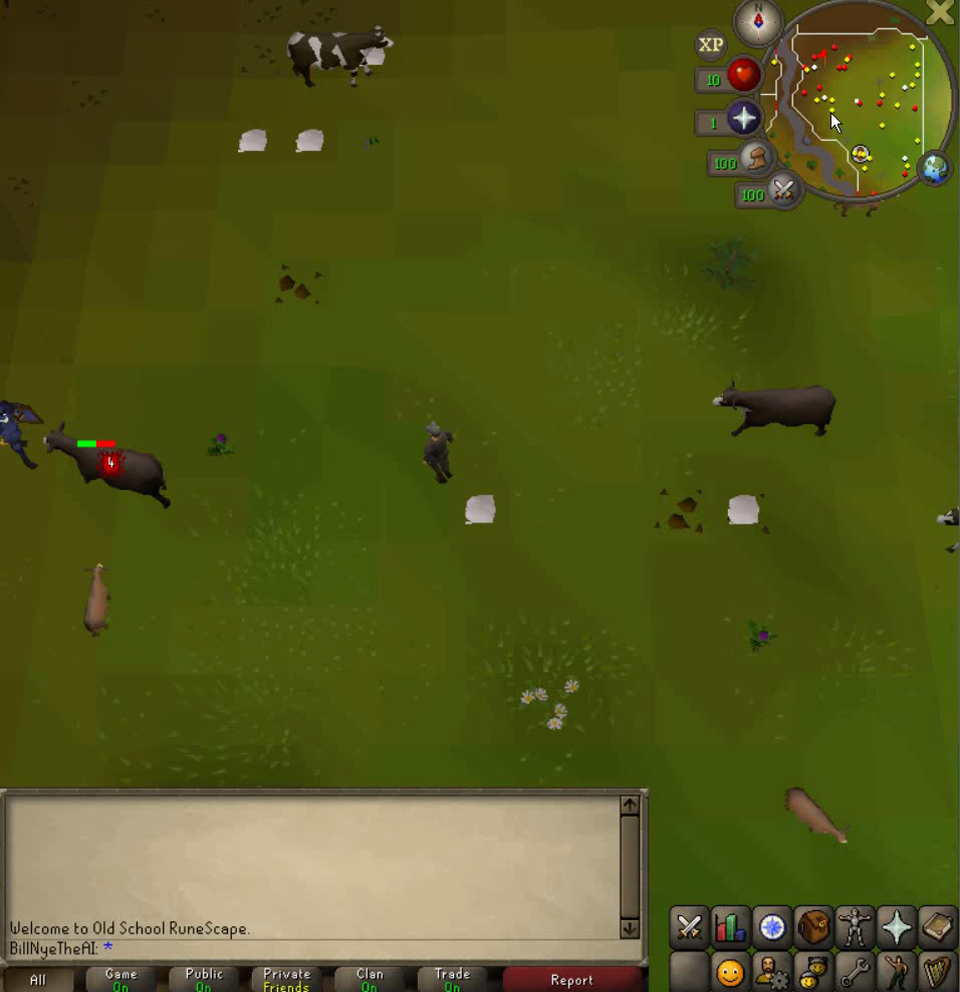 N
XP
10
1
100
100
4
Welcome to Old School RuneScape.
BillNyeTheAI: *
All
Game
On
Public
On
Private
Friends
Clan
On
Trade
On
Report